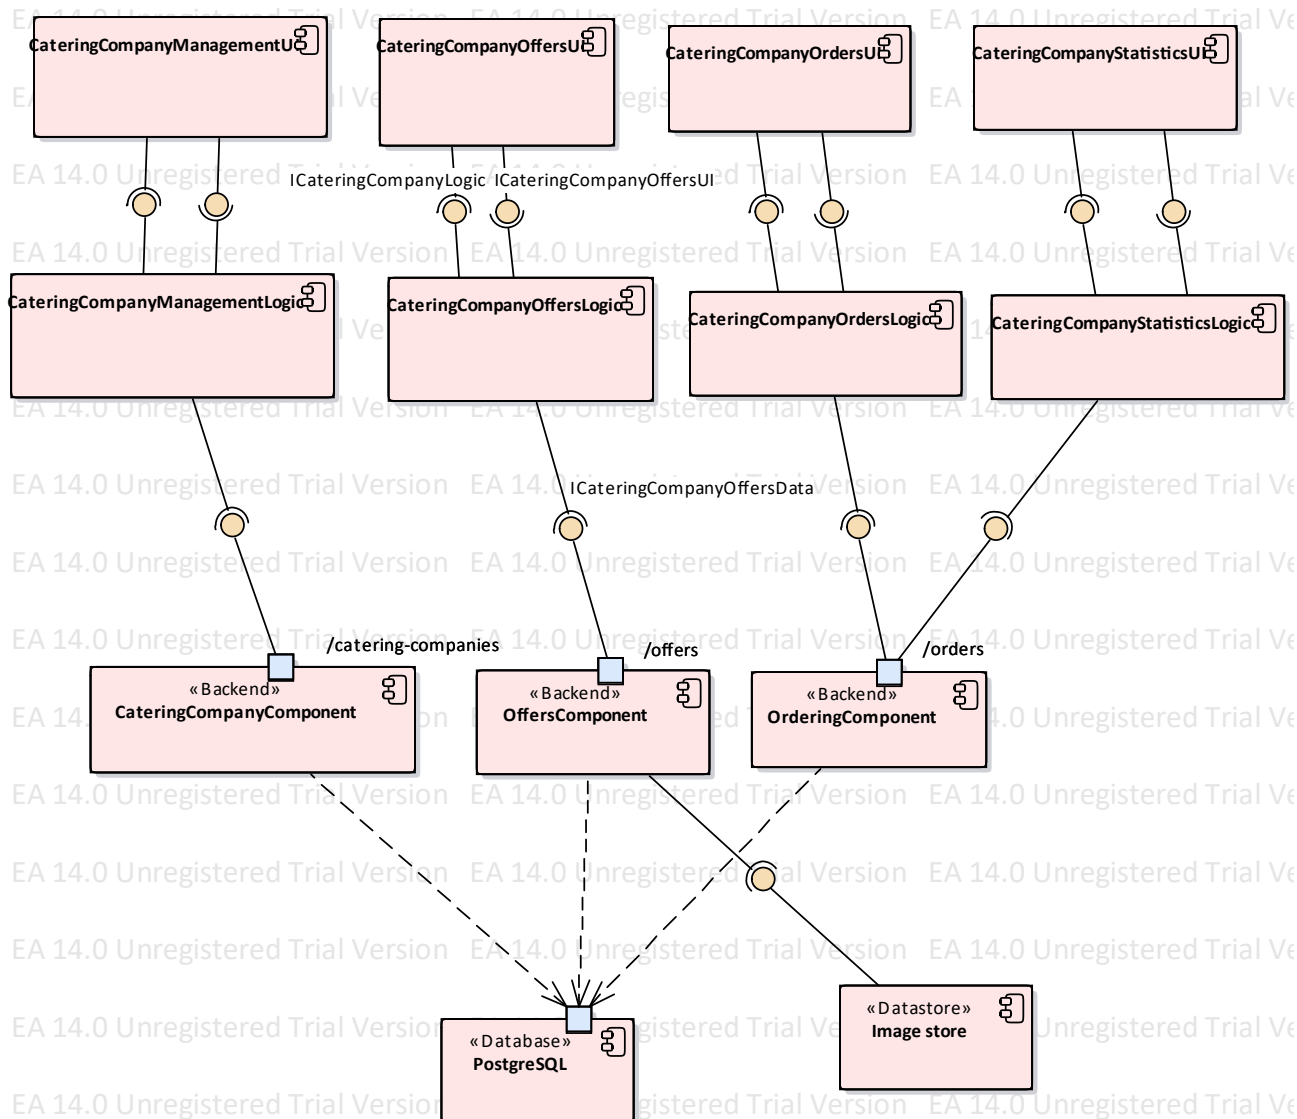 CateringCompanyManagementUI
CateringCompanyOffersUI
CateringCompanyOrdersUI
CateringCompanyStatisticsUI
ICateringCompanyLogic
ICateringCompanyOffersUI
CateringCompanyManagementLogic
CateringCompanyOffersLogic
CateringCompanyOrdersLogic
CateringCompanyStatisticsLogic
ICateringCompanyOffersData
/catering-companies
/offers
/orders
«Backend»
CateringCompanyComponent
«Backend»
OffersComponent
«Backend»
OrderingComponent
«Datastore»
Image store
«Database»
PostgreSQL
EA 14.0 Unregistered Trial Version